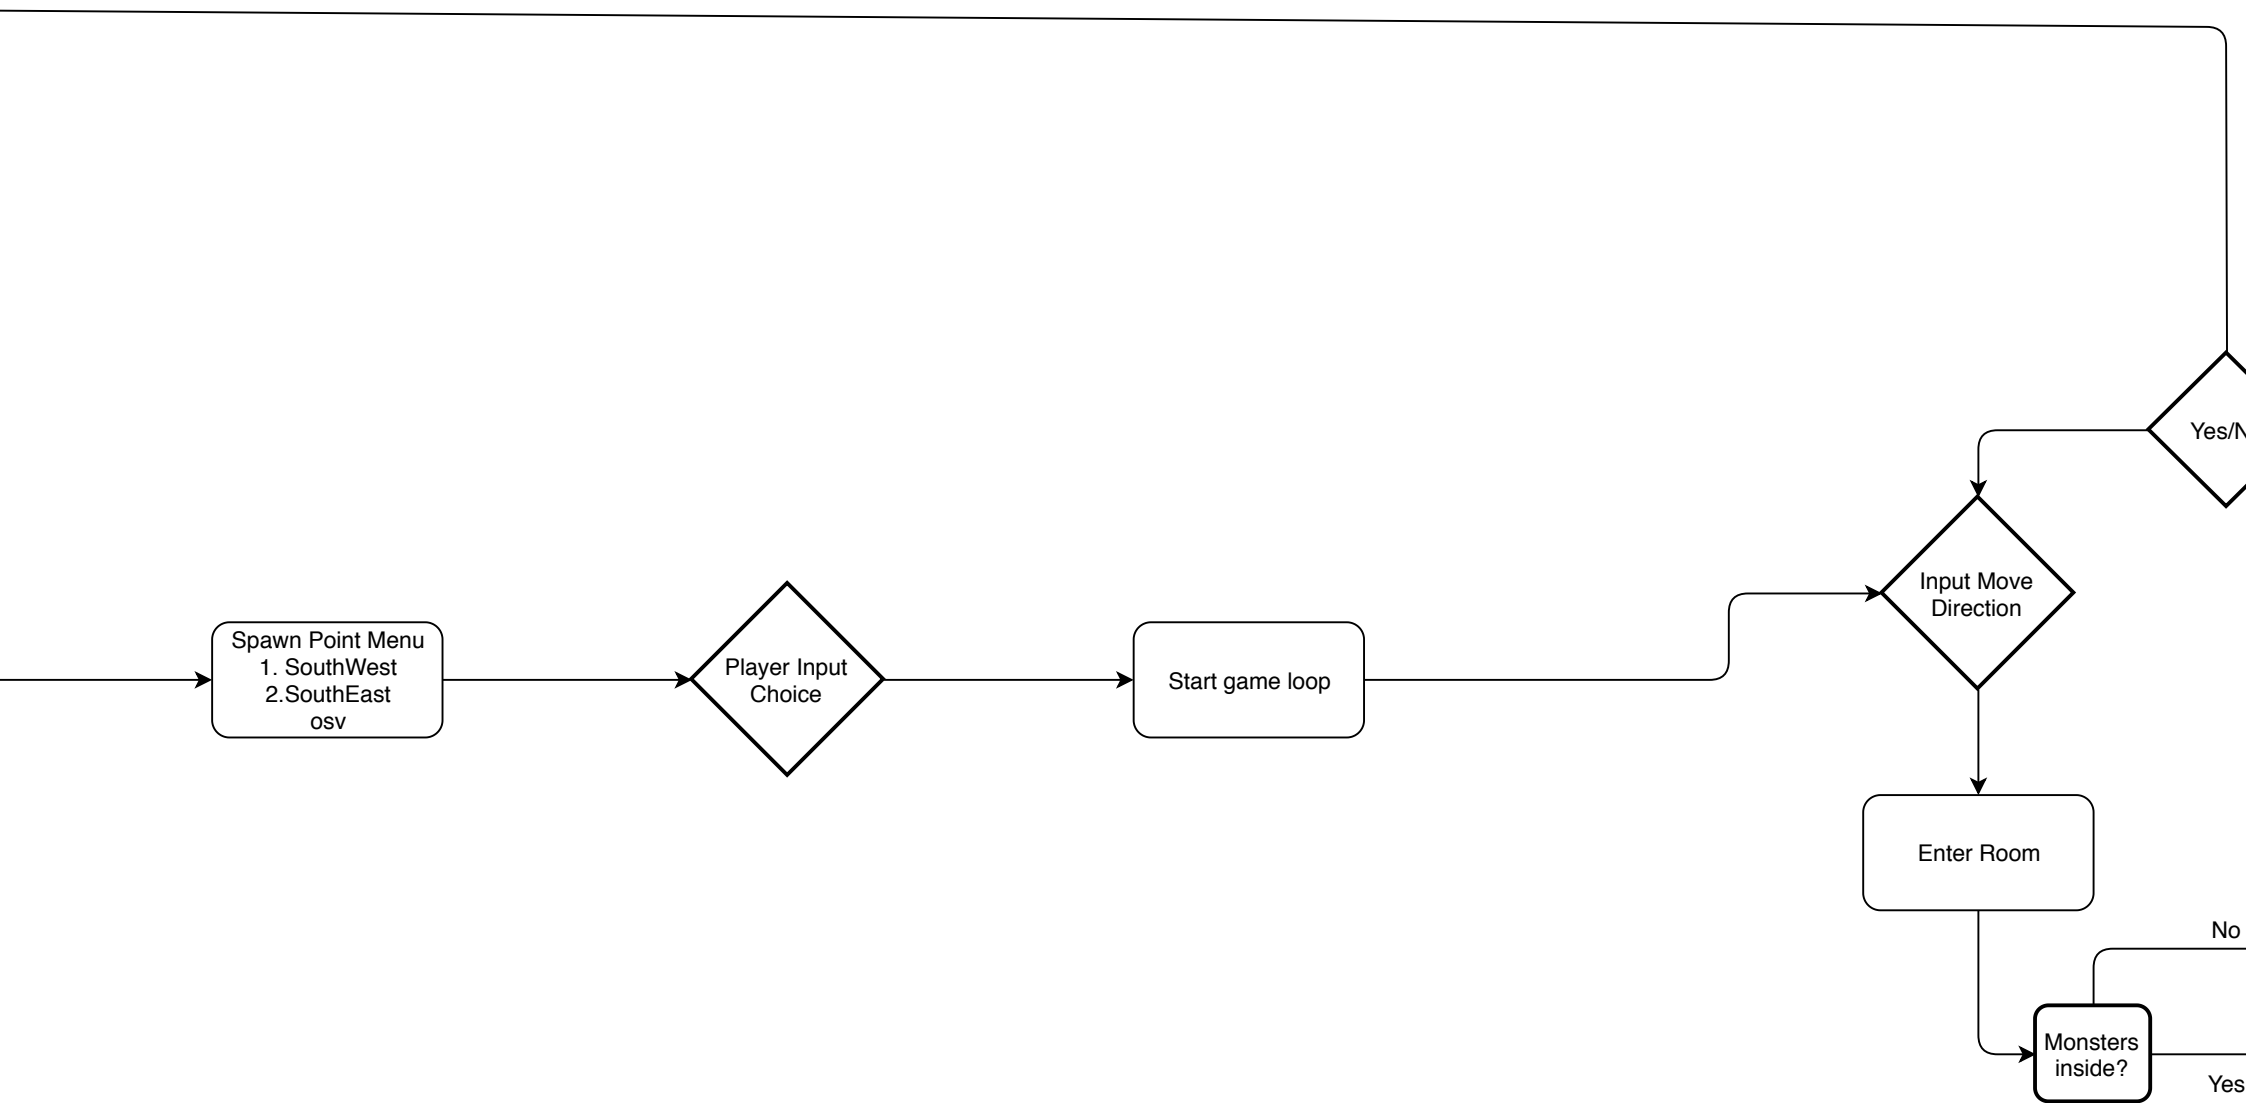 Yes/N
Input Move
Direction
Spawn Point Menu
1. SouthWest
2.SouthEast
osv
Player Input
Choice
Start game loop
Enter Room
No
Monsters
inside?
Yes